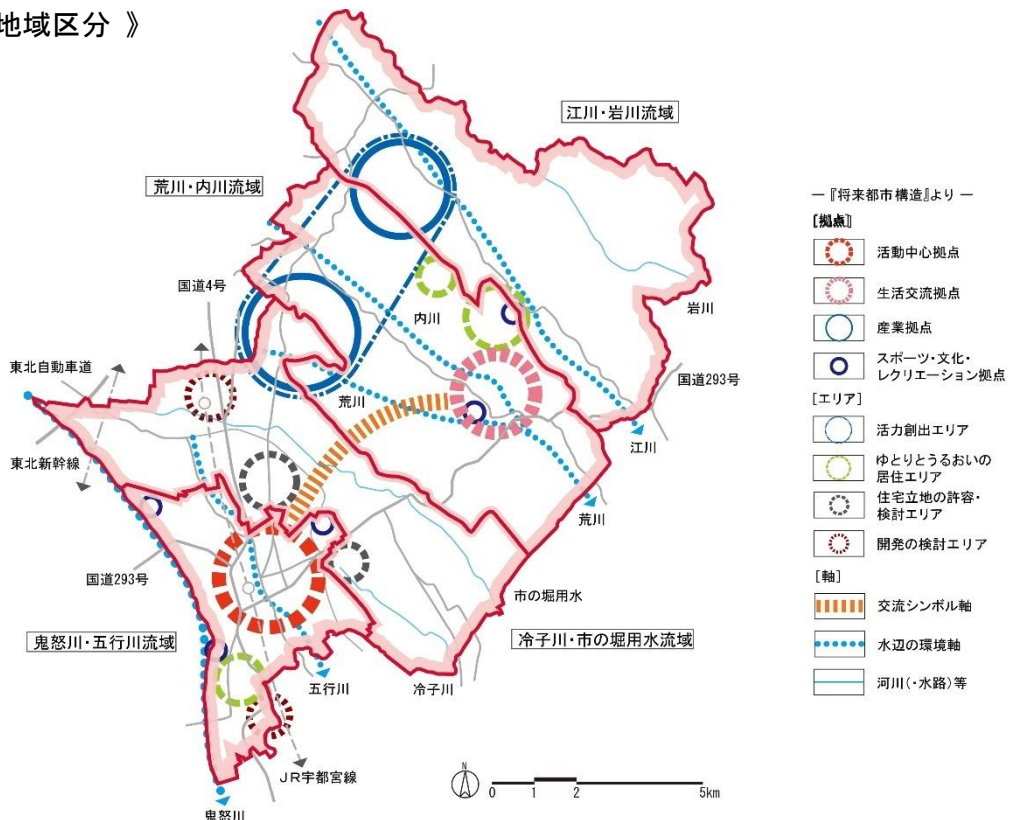 地域区分 》
江川・岩川流域
荒川・内川流域
国道4号
東北自動車道
東北新幹線
国道293号
鬼怒川・五行川流域
内川
荒川
岩川
国道293号
江川
荒川
市の堀用水
冷子川・市の堀用水流域
五行川
冷子川
JR宇都宮線
鬼怒川
N
0 1 2 5km
― 『将来都市構造』より ―
[拠点]
活動中心拠点
生活交流拠点
産業拠点
スポーツ・文化・
レクリエーション拠点
[エリア]
活力創出エリア
ゆとりとうるおいの
居住エリア
住宅立地の許容・
検討エリア
開発の検討エリア
[軸]
交流シンボル軸
水辺の環境軸
河川(・水路)等